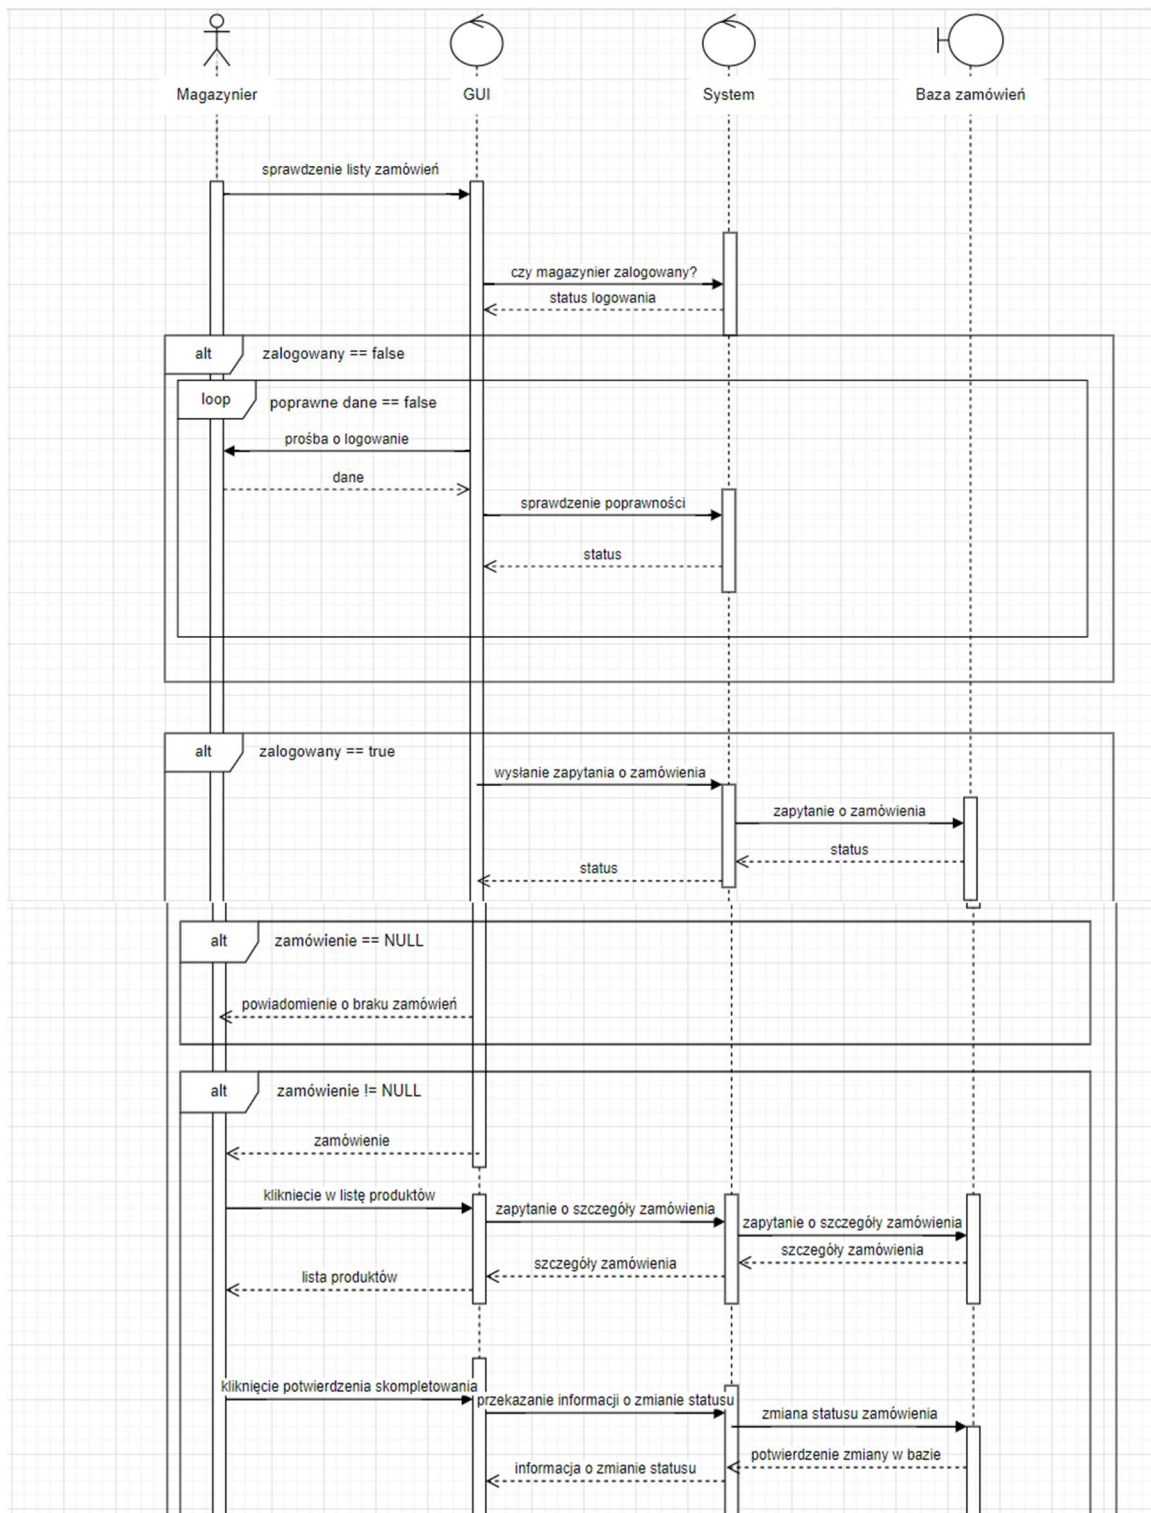 Magazynier
GUI
System
Baza zamówień
sprawdzenie listy zamówień
czy magazynier zalogowany?
status logowania
alt
zalogowany == false
loop
poprawne dane == false
prośba o logowanie
dane
sprawdzenie poprawności
status
alt
zalogowany == true
wysłanie zapytania o zamówienia
zapytanie o zamówienia
status
status
alt
zamówienie == NULL
powiadomienie o braku zamówień
alt
zamówienie != NULL
zamówienie
klikniecie w listę produktów
zapytanie o szczegóły zamówienia
zapytanie o szczegóły zamówienia
szczegóły zamówienia
szczegóły zamówienia
lista produktów
kliknięcie potwierdzenia skompletowania
przekazanie informacji o zmianie statusu
zmiana statusu zamówienia
potwierdzenie zmiany w bazie
informacja o zmianie statusu